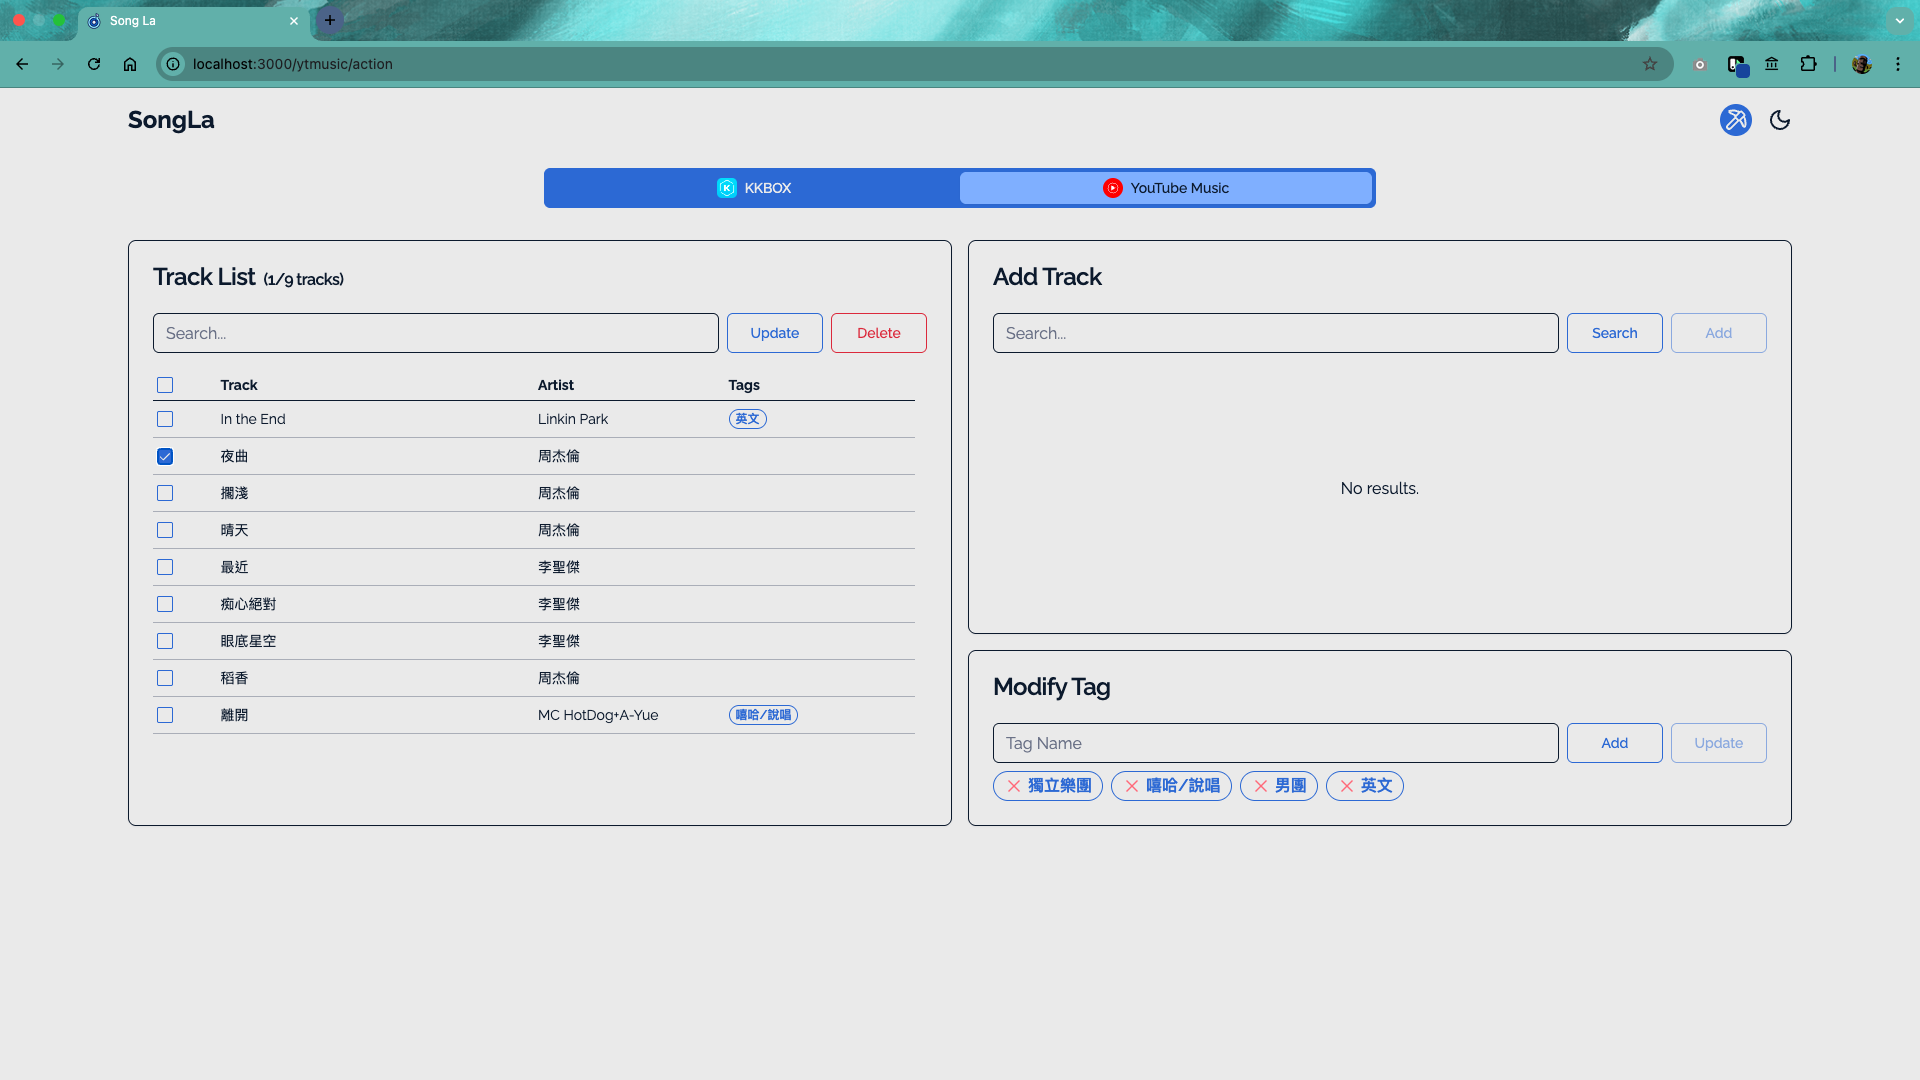 Song La
localhost:3000/ytmusic/action
SongLa
KKBOX
YouTube Music
Track List (1/9 tracks)
Search...
Update
Delete
Track Artist Tags
In the End Linkin Park 英文
夜曲 周杰倫
擱淺 周杰倫
晴天 周杰倫
最近 李聖傑
痴心絕對 李聖傑
眼底星空 李聖傑
稻香 周杰倫
離開 MC HotDog+A-Yue 嘻哈/說唱
Add Track
Search...
Search
Add
No results.
Modify Tag
Tag Name
Add
Update
獨立樂團 嘻哈/說唱 男團 英文